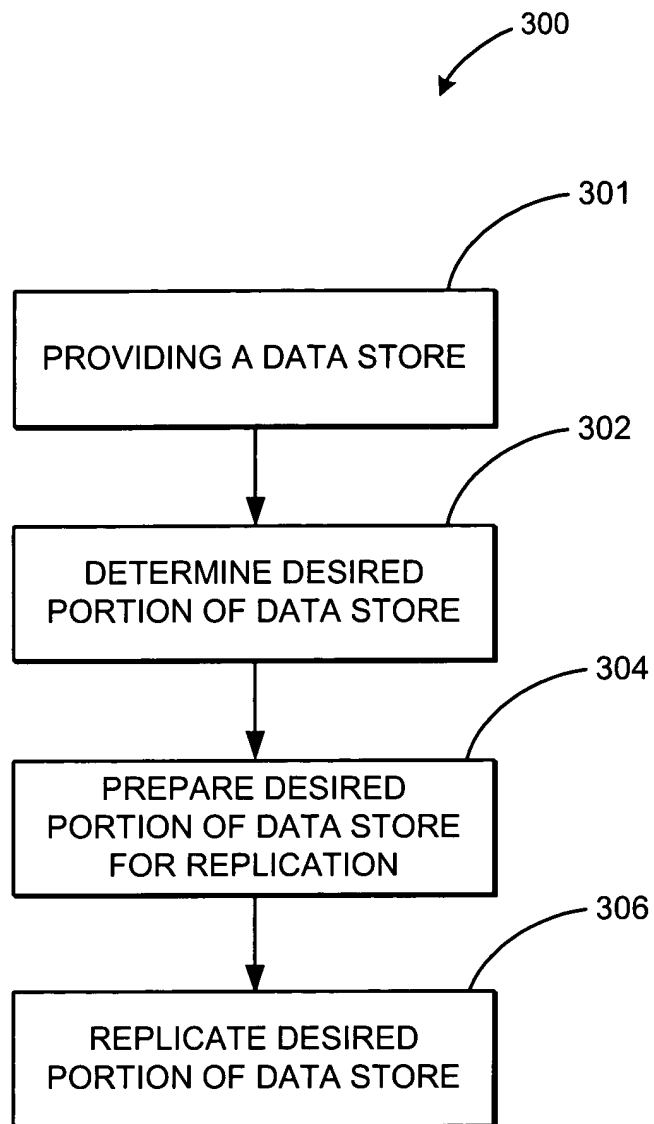 300
301
PROVIDING A DATA STORE
302
DETERMINE DESIRED
PORTION OF DATA STORE
304
PREPARE DESIRED
PORTION OF DATA STORE
FOR REPLICATION
306
REPLICATE DESIRED
PORTION OF DATA STORE